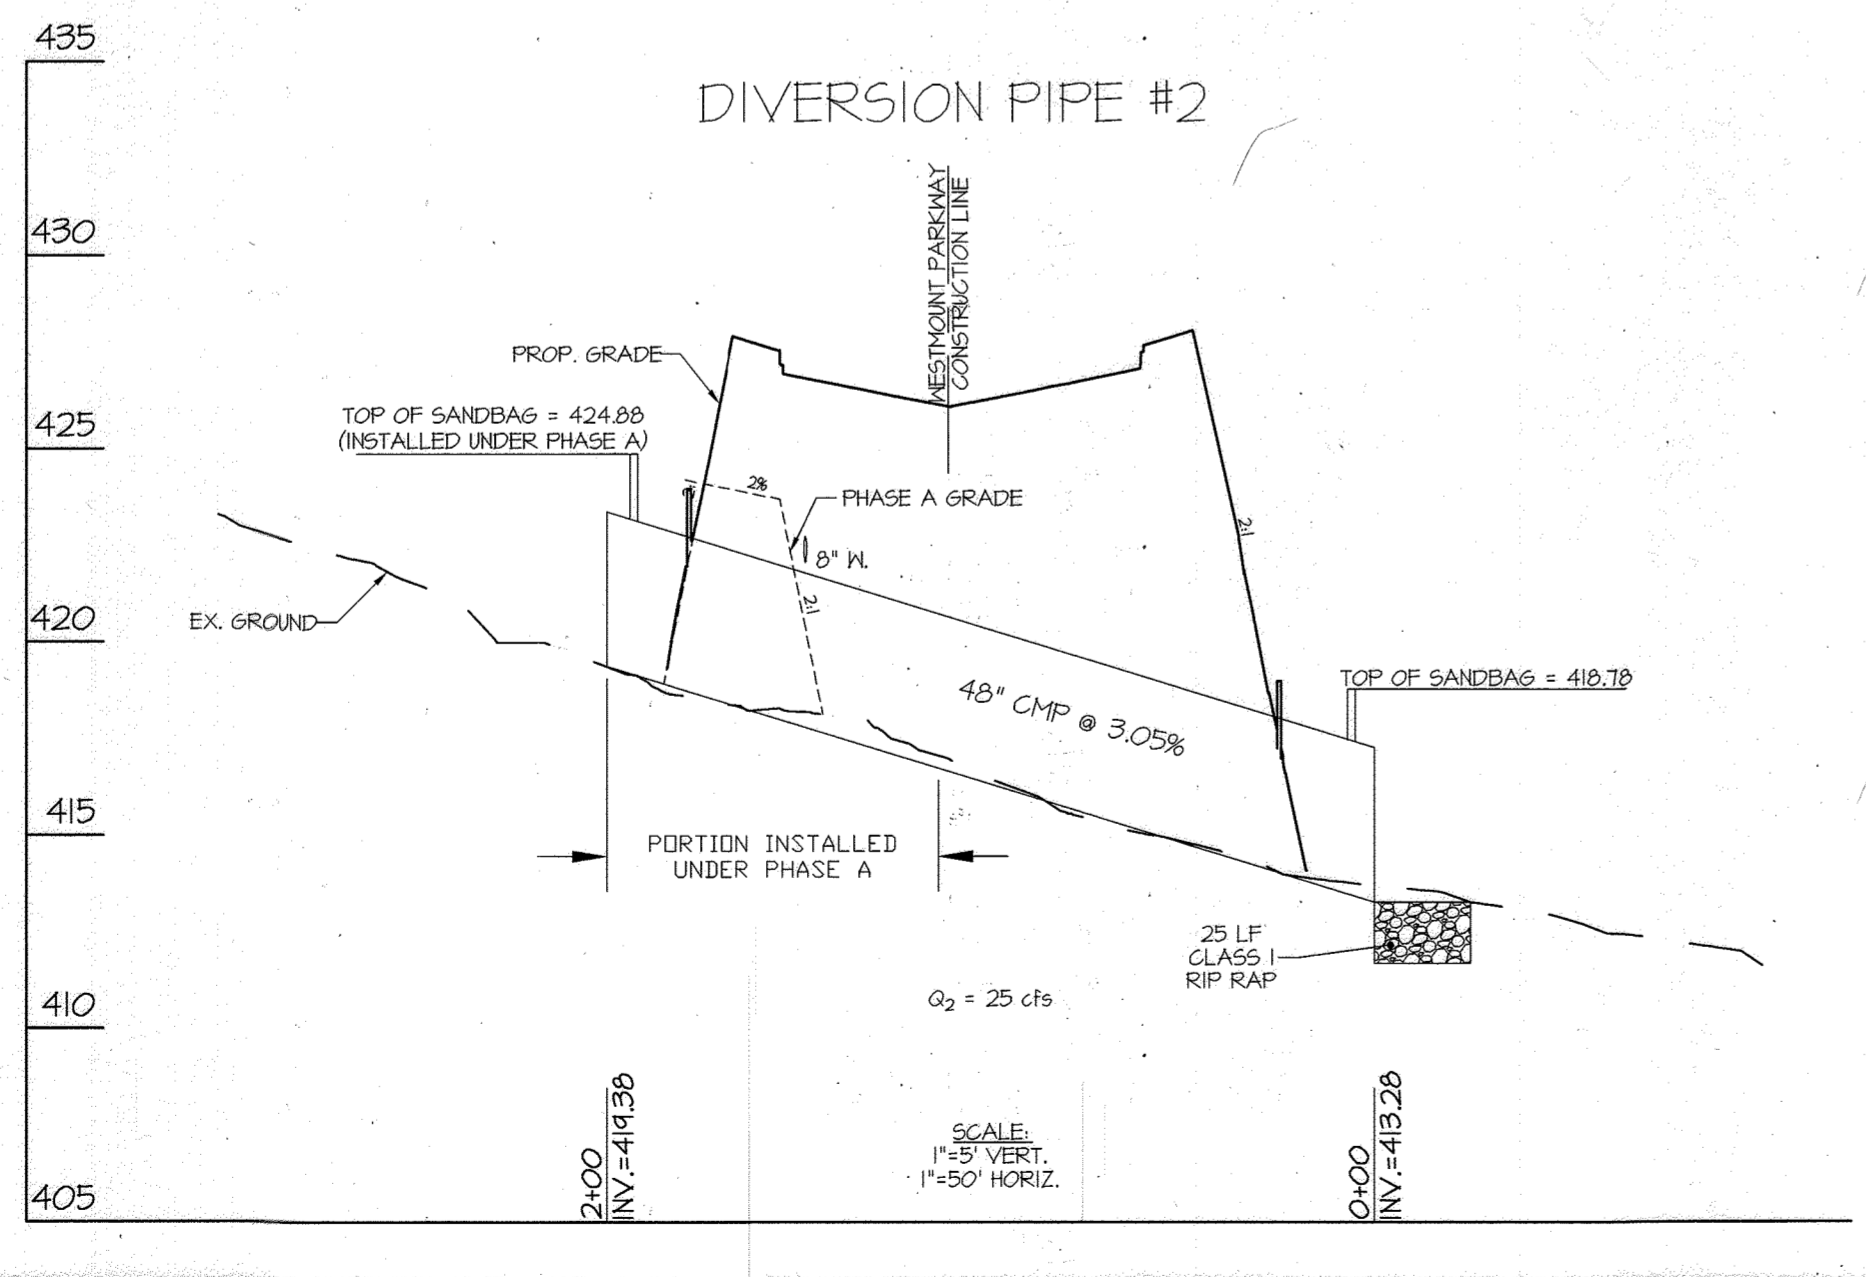 DIVERSION PIPE #2
435
430
425
420
415
410
405
WESTMOUNT PARKWAY
CONSTRUCTION LINE
PROP. GRADE
TOP OF SANDBAG = 424.88
(INSTALLED UNDER PHASE A)
2%
PHASE A GRADE
8" W.
2:1
2:1
EX. GROUND
48" CMP @ 3.05%
TOP OF SANDBAG = 418.78
PORTION INSTALLED
UNDER PHASE A
25 LF
CLASS I
RIP RAP
Q2 = 25 cfs
2+00
INV.=419.38
SCALE:
1"=5' VERT.
1"=50' HORIZ.
0+00
INV.=413.28